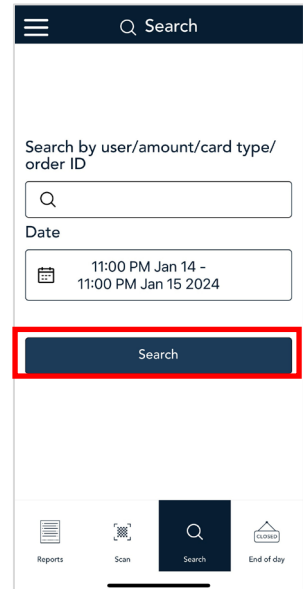 Search
Search by user/amount/card type/
order ID
Date
11:00 PM Jan 14 -
11:00 PM Jan 15 2024
Search
CLOSED
Reports
Scan
Search
End of day